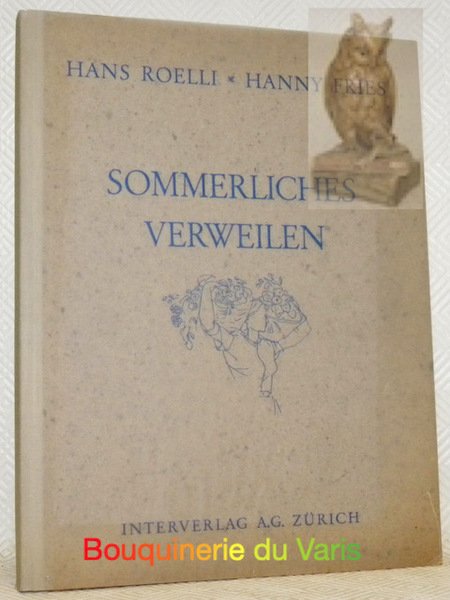 HANS ROELLI * HANNY FRIES
SOMMERLICHES
VERWEILEN
INTERVERLAG A.G. ZÜRICH
Bouquinerie du Varis